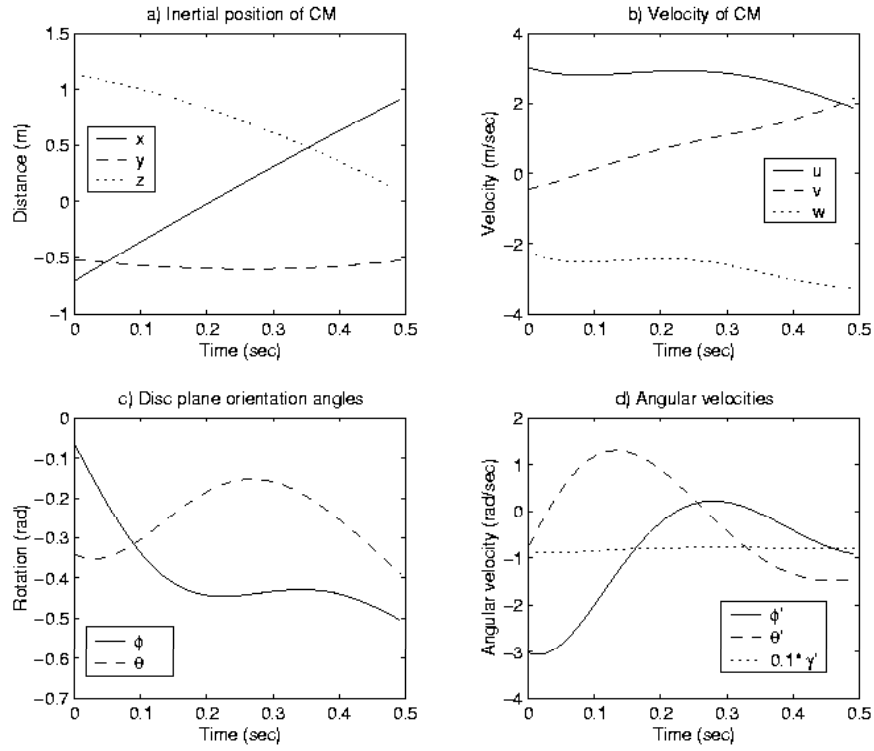 a) Inertial position of CM
1.5
1
0.5
0
−0.5
−1
Distance (m)
x
y
z
0 0.1 0.2 0.3 0.4 0.5
Time (sec)
b) Velocity of CM
4
2
0
−2
−4
Velocity (m/sec)
u
v
w
0 0.1 0.2 0.3 0.4 0.5
Time (sec)
c) Disc plane orientation angles
0
−0.1
−0.2
−0.3
−0.4
−0.5
−0.6
−0.7
Rotation (rad)
ϕ
θ
0 0.1 0.2 0.3 0.4 0.5
Time (sec)
d) Angular velocities
2
1
0
−1
−2
−3
−4
Angular velocity (rad/sec)
ϕ'
θ'
0.1* γ'
0 0.1 0.2 0.3 0.4 0.5
Time (sec)